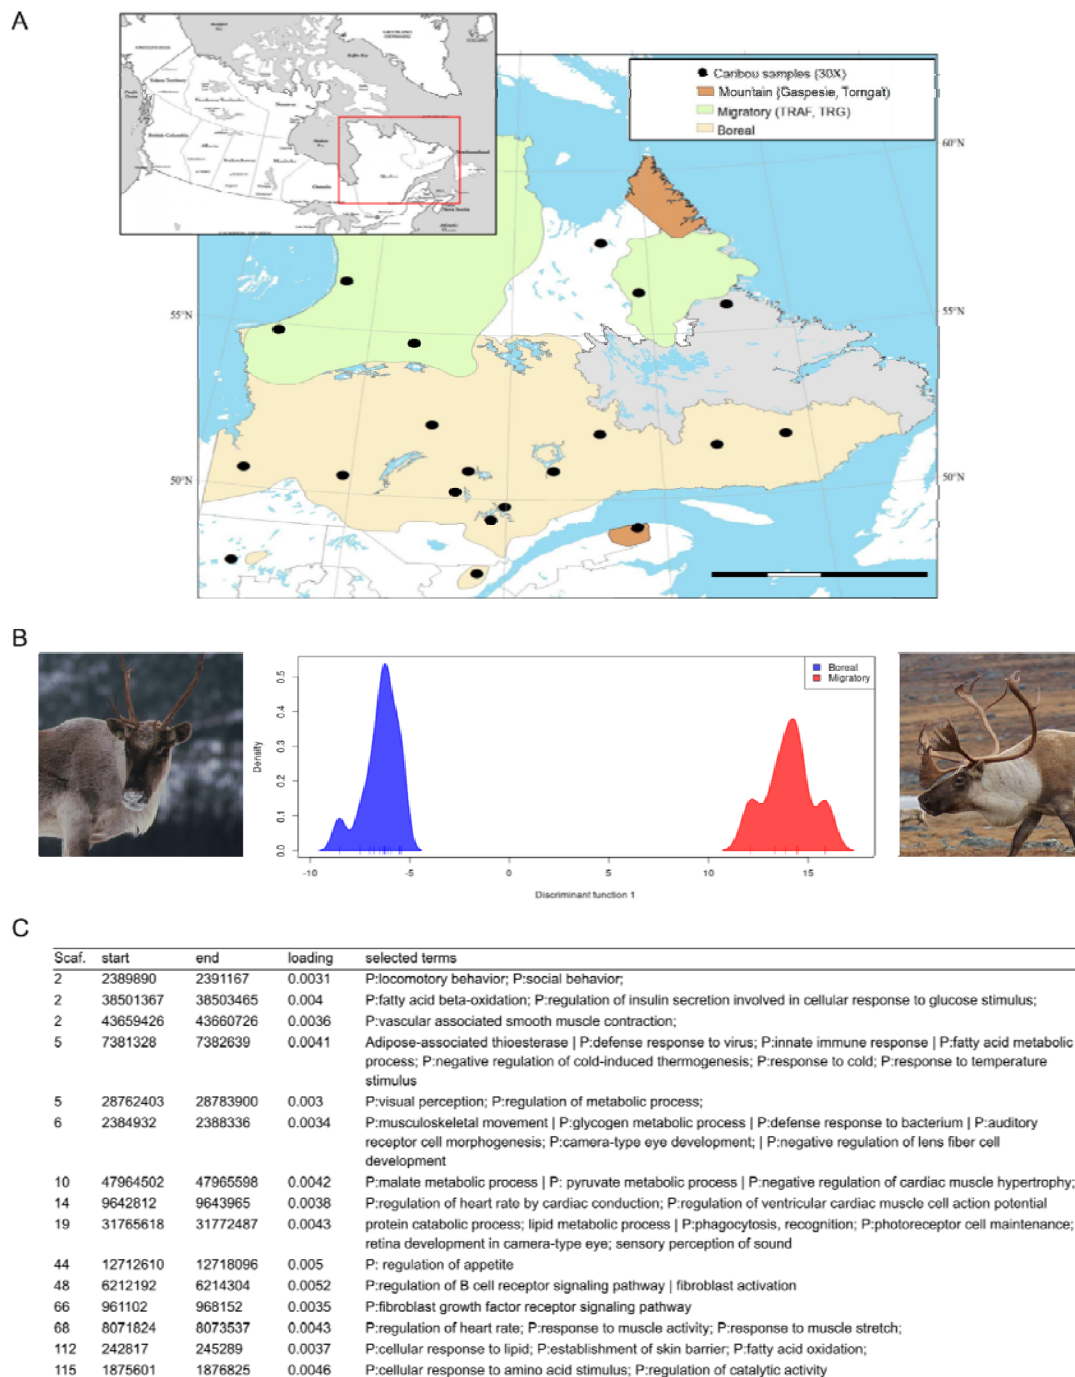 A
Caribou samples (30X)
Mountain (Gaspesie, Torngat)
Migratory (TRAF, TRG)
Boreal
60°N
60°N
55°N
55°N
50°N
50°N
B
Boreal
Migratory
Density
0.0
0.1
0.2
0.3
0.4
0.5
-10
-5
0
5
10
15
Discriminant function 1
C
Scaf. start end loading selected terms
2 2389890 2391167 0.0031 P:locomotory behavior; P:social behavior;
2 38501367 38503465 0.004 P:fatty acid beta-oxidation; P:regulation of insulin secretion involved in cellular response to glucose stimulus;
2 43659426 43660726 0.0036 P:vascular associated smooth muscle contraction;
5 7381328 7382639 0.0041 Adipose-associated thioesterase | P:defense response to virus; P:innate immune response | P:fatty acid metabolic
process; P:negative regulation of cold-induced thermogenesis; P:response to cold; P:response to temperature
stimulus
5 28762403 28783900 0.003 P:visual perception; P:regulation of metabolic process;
6 2384932 2388336 0.0034 P:musculoskeletal movement | P:glycogen metabolic process | P:defense response to bacterium | P:auditory
receptor cell morphogenesis; P:camera-type eye development; | P:negative regulation of lens fiber cell
development
10 47964502 47965598 0.0042 P:malate metabolic process | P: pyruvate metabolic process | P:negative regulation of cardiac muscle hypertrophy;
14 9642812 9643965 0.0038 P:regulation of heart rate by cardiac conduction; P:regulation of ventricular cardiac muscle cell action potential
19 31765618 31772487 0.0043 protein catabolic process; lipid metabolic process | P:phagocytosis, recognition; P:photoreceptor cell maintenance;
retina development in camera-type eye; sensory perception of sound
44 12712610 12718096 0.005 P: regulation of appetite
48 6212192 6214304 0.0052 P:regulation of B cell receptor signaling pathway | fibroblast activation
66 961102 968152 0.0035 P:fibroblast growth factor receptor signaling pathway
68 8071824 8073537 0.0043 P:regulation of heart rate; P:response to muscle activity; P:response to muscle stretch;
112 242817 245289 0.0037 P:cellular response to lipid; P:establishment of skin barrier; P:fatty acid oxidation;
115 1875601 1876825 0.0046 P:cellular response to amino acid stimulus; P:regulation of catalytic activity